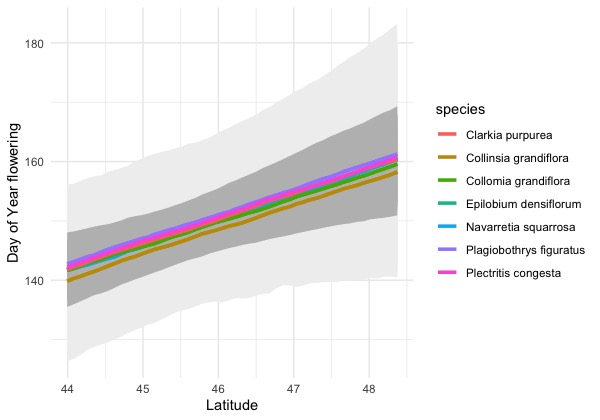 180
160
140
Day of Year flowering
44 45 46 47 48
Latitude
species
Clarkia purpurea
Collinsia grandiflora
Collomia grandiflora
Epilobium densiflorum
Navarretia squarrosa
Plagiobothrys figuratus
Plectritis congesta